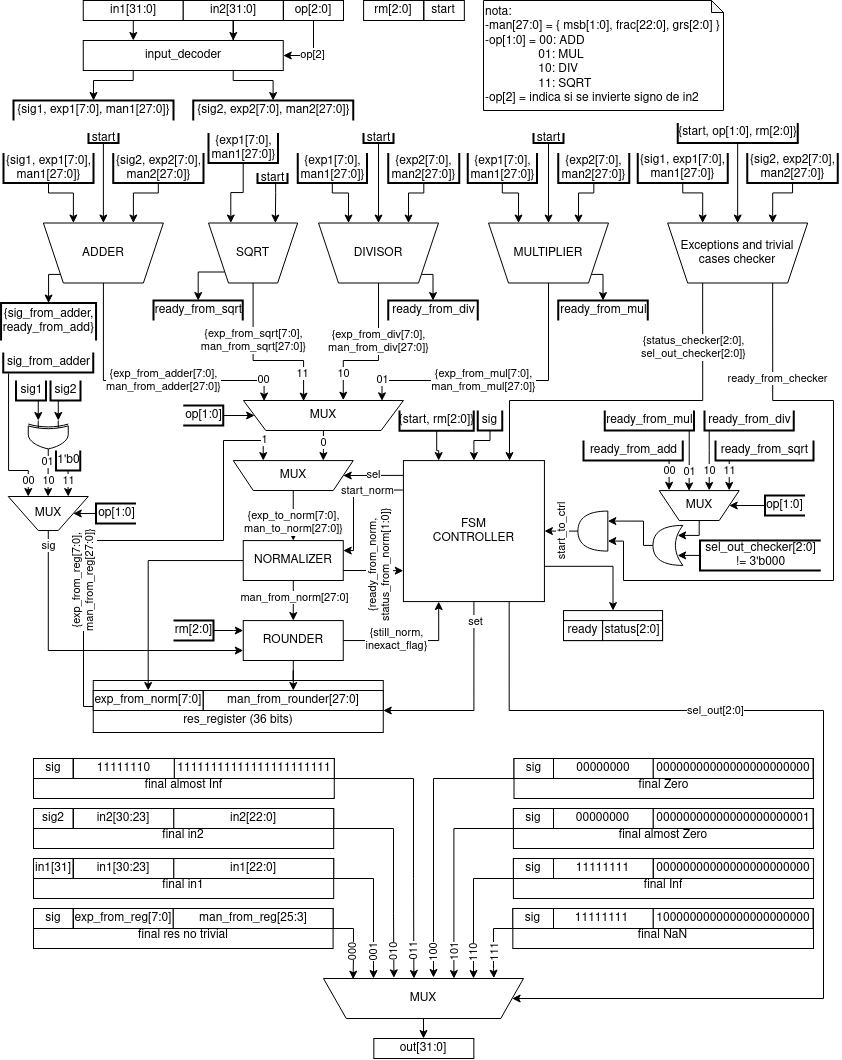 in1[31:0]
in2[31:0]
op[2:0]
rm[2:0]
start
nota:
-man[27:0] = { msb[1:0], frac[22:0], grs[2:0] }
-op[1:0] = 00: ADD
01: MUL
10: DIV
11: SQRT
-op[2] = indica si se invierte signo de in2
input_decoder
op[2]
{sig1, exp1[7:0], man1[27:0]}
{sig2, exp2[7:0], man2[27:0]}
start
{sig1, exp1[7:0],
man1[27:0]}
{sig2, exp2[7:0],
man2[27:0]}
{exp1[7:0],
man1[27:0]}
start
start
{exp1[7:0],
man1[27:0]}
{exp2[7:0],
man2[27:0]}
start
{exp1[7:0],
man1[27:0]}
{exp2[7:0],
man2[27:0]}
{start, op[1:0], rm[2:0]}
{sig1, exp1[7:0],
man1[27:0]}
{sig2, exp2[7:0],
man2[27:0]}
ADDER
SQRT
DIVISOR
MULTIPLIER
Exceptions and trivial
cases checker
{sig_from_adder,
ready_from_add}
ready_from_sqrt
ready_from_div
ready_from_mul
{exp_from_sqrt[7:0],
man_from_sqrt[27:0]}
{exp_from_div[7:0],
man_from_div[27:0]}
{status_checker[2:0],
sel_out_checker[2:0]}
sig_from_adder
{exp_from_adder[7:0],
man_from_adder[27:0]}
00
11
10
01
{exp_from_mul[7:0],
man_from_mul[27:0]}
ready_from_checker
sig1
sig2
op[1:0]
MUX
{start, rm[2:0]}
sig
ready_from_mul
ready_from_div
ready_from_add
ready_from_sqrt
1
0
1'b0
00
01
10
11
MUX
op[1:0]
sig
MUX
sel
start_norm
00
01
10
11
MUX
op[1:0]
{exp_to_norm[7:0],
man_to_norm[27:0]}
FSM
CONTROLLER
start_to_ctrl
sel_out_checker[2:0]
!= 3'b000
{exp_from_reg[7:0],
man_from_reg[27:0]}
NORMALIZER
{ready_from_norm,
status_from_norm[1:0]}
man_from_norm[27:0]
rm[2:0]
ROUNDER
{still_norm,
inexact_flag}
set
ready
status[2:0]
exp_from_norm[7:0]
man_from_rounder[27:0]
res_register (36 bits)
sel_out[2:0]
sig
11111110
11111111111111111111111
final almost Inf
sig
00000000
00000000000000000000000
final Zero
sig2
in2[30:23]
in2[22:0]
final in2
sig
00000000
00000000000000000000001
final almost Zero
in1[31]
in1[30:23]
in1[22:0]
final in1
sig
11111111
00000000000000000000000
final Inf
sig
exp_from_reg[7:0]
man_from_reg[25:3]
final res no trivial
sig
11111111
10000000000000000000000
final NaN
000
001
010
011
100
101
110
111
MUX
out[31:0]